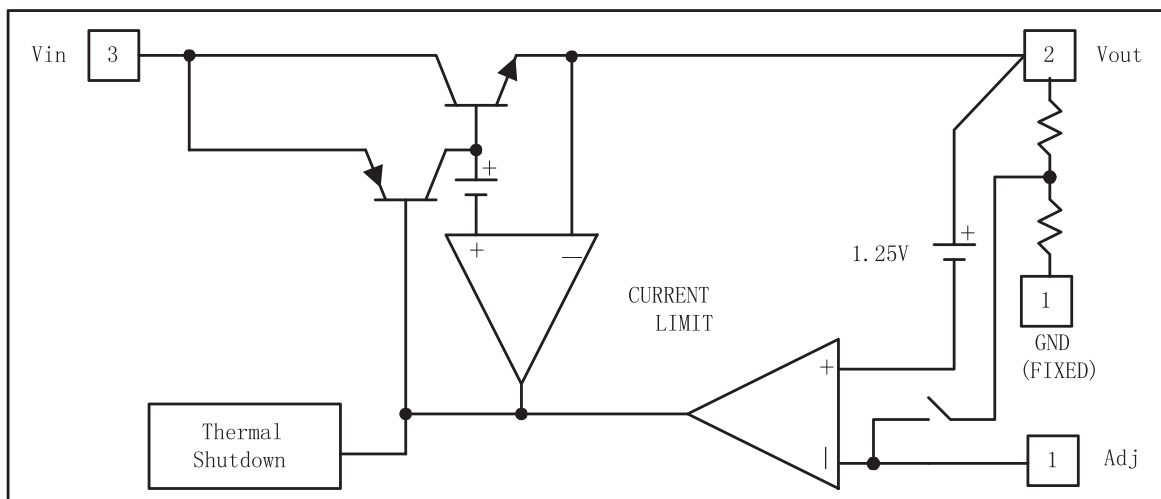 Vin 3
2 Vout
+
+ —
1.25V +
CURRENT
LIMIT
1
GND
(FIXED)
+
Thermal
Shutdown
— 1 Adj